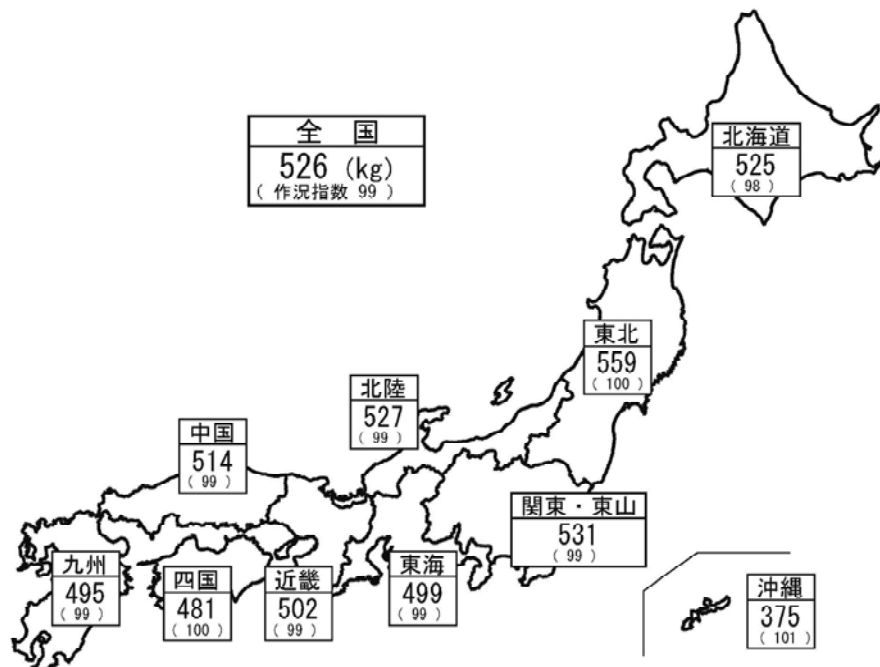 全　国
526 (kg)
( 作況指数 99 )
北海道
525
( 98 )
東北
559
( 100 )
北陸
527
( 99 )
中国
514
( 99 )
関東・東山
531
( 99 )
九州
495
( 99 )
四国
481
( 100 )
近畿
502
( 99 )
東海
499
( 99 )
沖縄
375
( 101 )